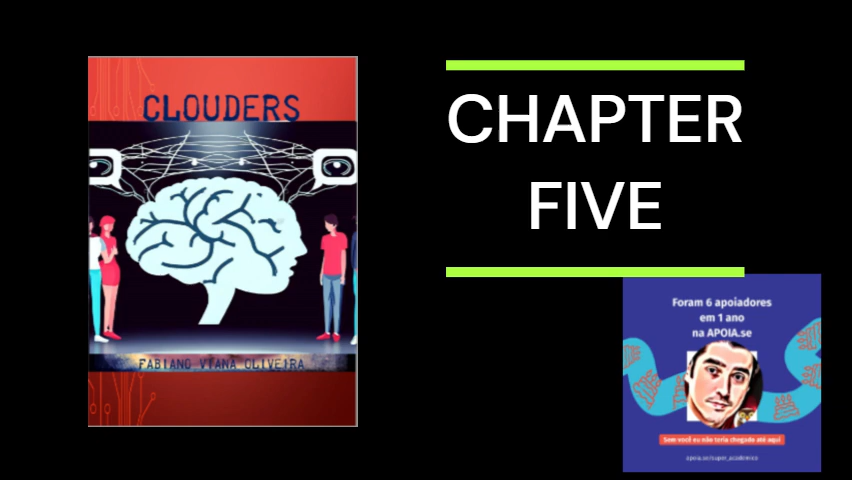 CLOUDERS
FABIANO VIANA OLIVEIRA
CHAPTER
FIVE
Foram 6 apoiadores
em 1 ano
na APOIA.se
Sem você eu não teria chegado até aqui
apoia.se/super_academico